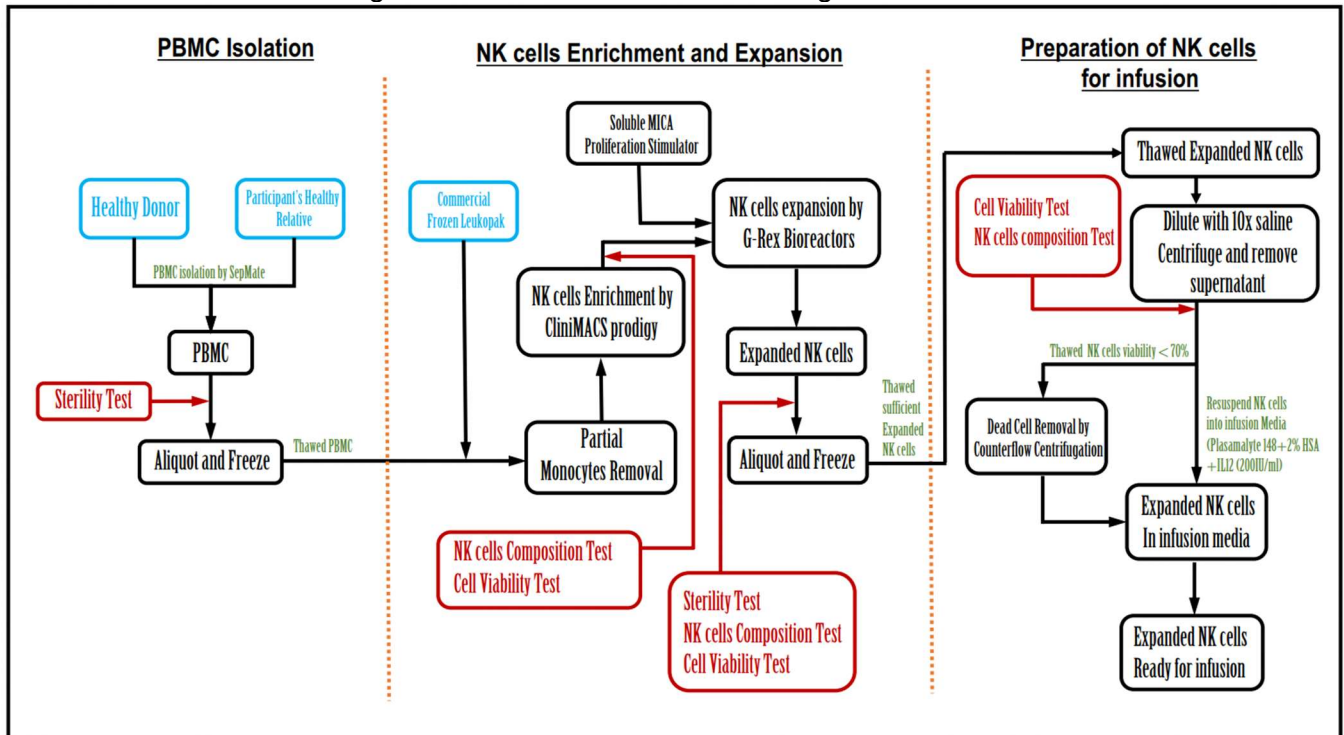 PBMC Isolation
Healthy Donor
Participant's Healthy
Relative
PBMC isolation by SepMate
PBMC
Sterility Test
Aliquot and Freeze
Thawed PBMC
NK cells Enrichment and Expansion
Soluble MICA
Proliferation Stimulator
Commercial
Frozen Leukopak
NK cells expansion by
G-Rex Bioreactors
NK cells Enrichment by
CliniMACS prodigy
Expanded NK cells
Partial
Monocytes Removal
Aliquot and Freeze
Thawed
sufficient
Expanded
NK cells
NK cells Composition Test
Cell Viability Test
Sterility Test
NK cells Composition Test
Cell Viability Test
Preparation of NK cells
for infusion
Thawed Expanded NK cells
Cell Viability Test
NK cells composition Test
Dilute with 10x saline
Centrifuge and remove
supernatant
Thawed NK cells viability < 70%
Dead Cell Removal by
Counterflow Centrifugation
Resuspend NK cells
into infusion Media
(Plasamalyte 148+2% HSA
+IL12 (200IU/ml)
Expanded NK cells
In infusion media
Expanded NK cells
Ready for infusion